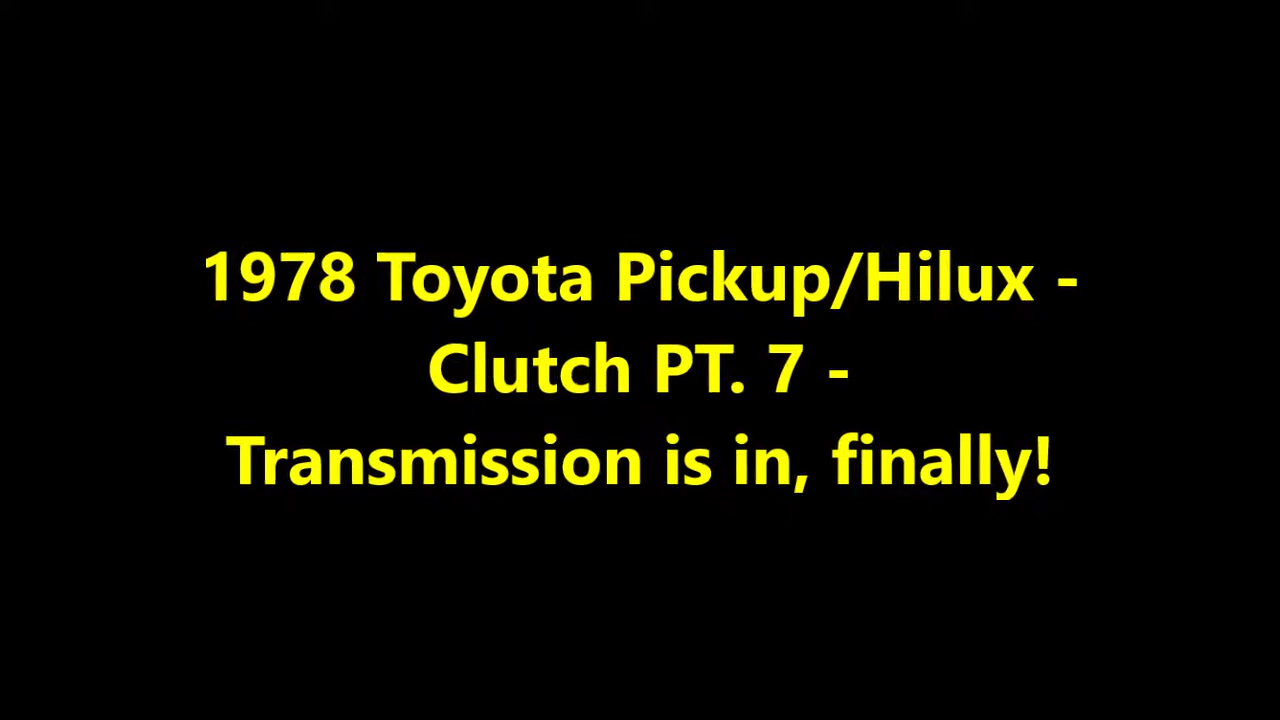 1978 Toyota Pickup/Hilux -
Clutch PT. 7 -
Transmission is in, finally!